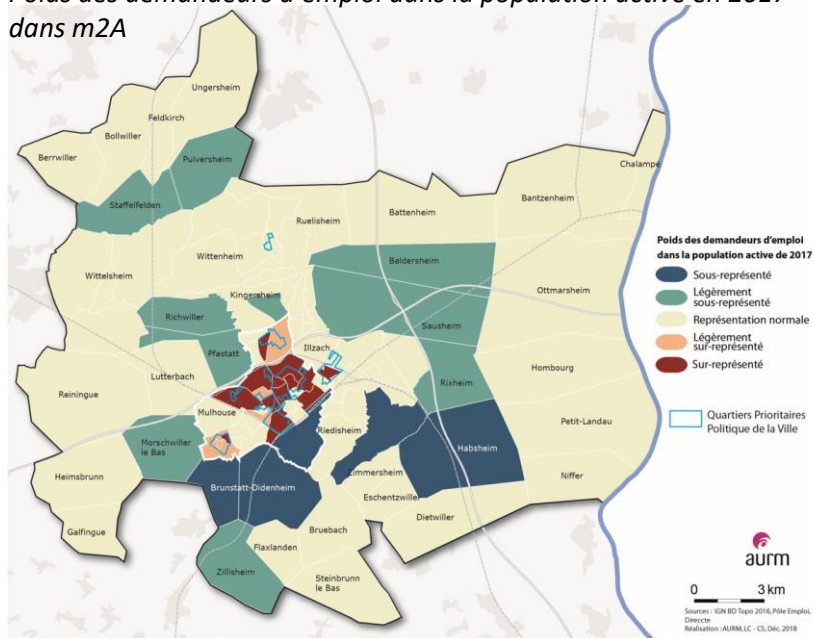 Poids des demandeurs d'emploi dans la population active en 2017
dans m2A
Ungersheim
Feldkirch
Bollwiller
Berrwiller
Pulversheim
Staffelfelden
Chalampé
Bantzenheim
Battenheim
Ruelisheim
Wittenheim
Baldersheim
Wittelsheim
Ottmarsheim
Kingersheim
Richwiller
Sausheim
Illzach
Pfastatt
Lutterbach
Hombourg
Reiningue
Rixheim
Mulhouse
Petit-Landau
Riedisheim
Morschwiller
le Bas
Habsheim
Zimmersheim
Heimsbrunn
Niffer
Brunstatt-Didenheim
Eschentzwiller
Dietwiller
Galfingue
Bruebach
Flaxlanden
Zillisheim
Steinbrunn
le Bas
Poids des demandeurs d'emploi
dans la population active de 2017
Sous-représenté
Légèrement
sous-représenté
Représentation normale
Légèrement
sur-représenté
Sur-représenté
Quartiers Prioritaires
Politique de la Ville
aurm
0 3 km
Sources : IGN BD Topo 2016, Pôle Emploi,
Direccte
Réalisation : AURM, LC - CS, Déc. 2018